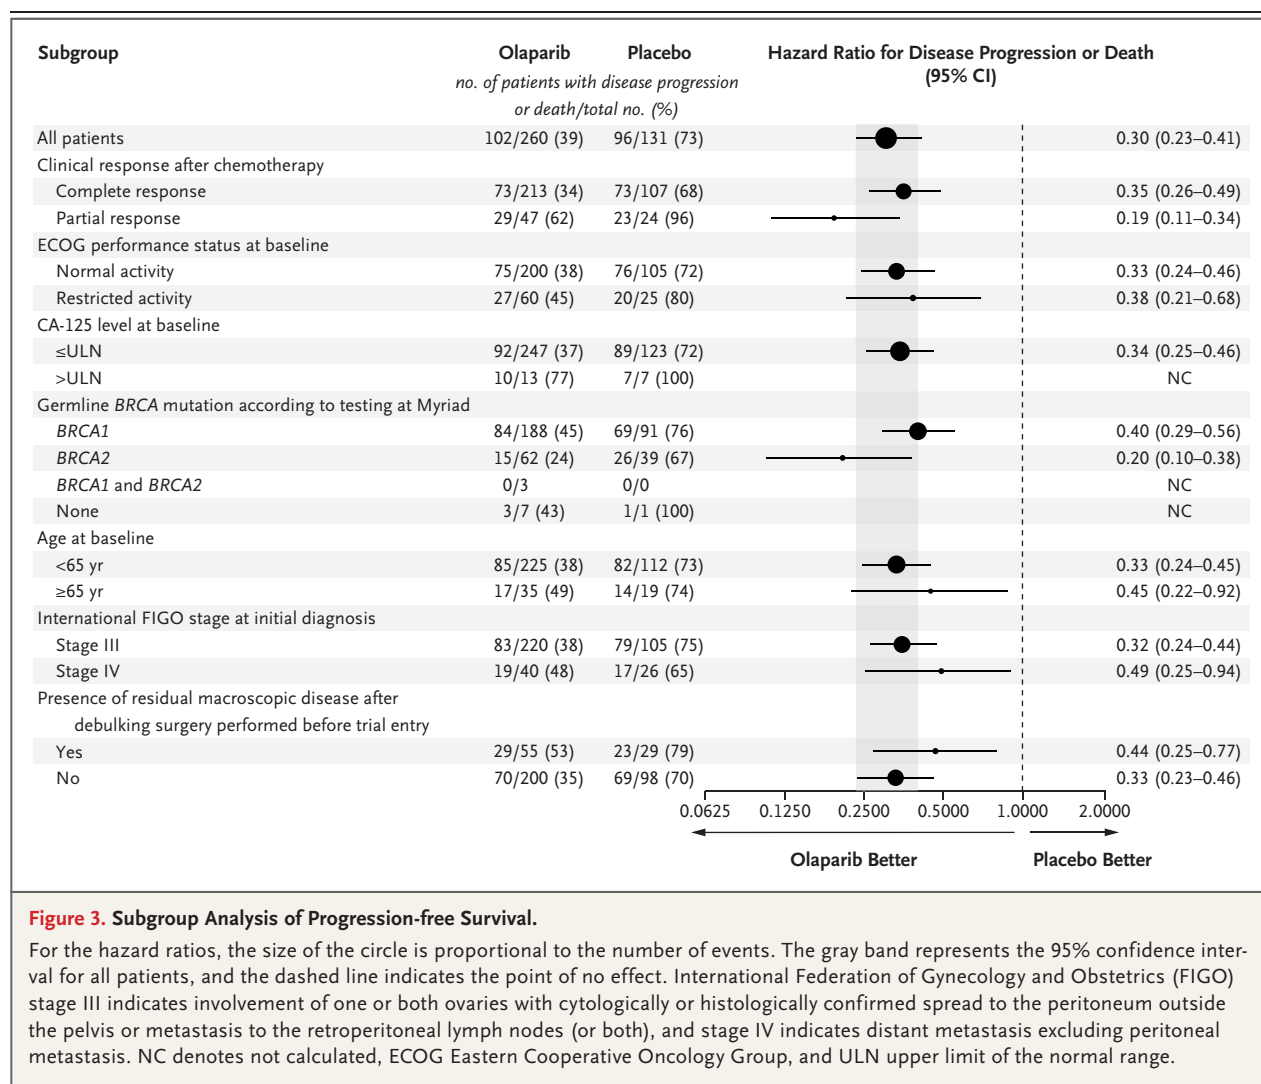 Subgroup Olaparib Placebo Hazard Ratio for Disease Progression or Death
(95% CI)
no. of patients with disease progression
or death/total no. (%)
All patients 102/260 (39) 96/131 (73) 0.30 (0.23–0.41)
Clinical response after chemotherapy
Complete response 73/213 (34) 73/107 (68) 0.35 (0.26–0.49)
Partial response 29/47 (62) 23/24 (96) 0.19 (0.11–0.34)
ECOG performance status at baseline
Normal activity 75/200 (38) 76/105 (72) 0.33 (0.24–0.46)
Restricted activity 27/60 (45) 20/25 (80) 0.38 (0.21–0.68)
CA-125 level at baseline
≤ULN 92/247 (37) 89/123 (72) 0.34 (0.25–0.46)
>ULN 10/13 (77) 7/7 (100) NC
Germline BRCA mutation according to testing at Myriad
BRCA1 84/188 (45) 69/91 (76) 0.40 (0.29–0.56)
BRCA2 15/62 (24) 26/39 (67) 0.20 (0.10–0.38)
BRCA1 and BRCA2 0/3 0/0 NC
None 3/7 (43) 1/1 (100) NC
Age at baseline
<65 yr 85/225 (38) 82/112 (73) 0.33 (0.24–0.45)
≥65 yr 17/35 (49) 14/19 (74) 0.45 (0.22–0.92)
International FIGO stage at initial diagnosis
Stage III 83/220 (38) 79/105 (75) 0.32 (0.24–0.44)
Stage IV 19/40 (48) 17/26 (65) 0.49 (0.25–0.94)
Presence of residual macroscopic disease after
debulking surgery performed before trial entry
Yes 29/55 (53) 23/29 (79) 0.44 (0.25–0.77)
No 70/200 (35) 69/98 (70) 0.33 (0.23–0.46)
0.0625 0.1250 0.2500 0.5000 1.0000 2.0000
Olaparib Better Placebo Better
Figure 3. Subgroup Analysis of Progression-free Survival.
For the hazard ratios, the size of the circle is proportional to the number of events. The gray band represents the 95% confidence inter-
val for all patients, and the dashed line indicates the point of no effect. International Federation of Gynecology and Obstetrics (FIGO)
stage III indicates involvement of one or both ovaries with cytologically or histologically confirmed spread to the peritoneum outside
the pelvis or metastasis to the retroperitoneal lymph nodes (or both), and stage IV indicates distant metastasis excluding peritoneal
metastasis. NC denotes not calculated, ECOG Eastern Cooperative Oncology Group, and ULN upper limit of the normal range.